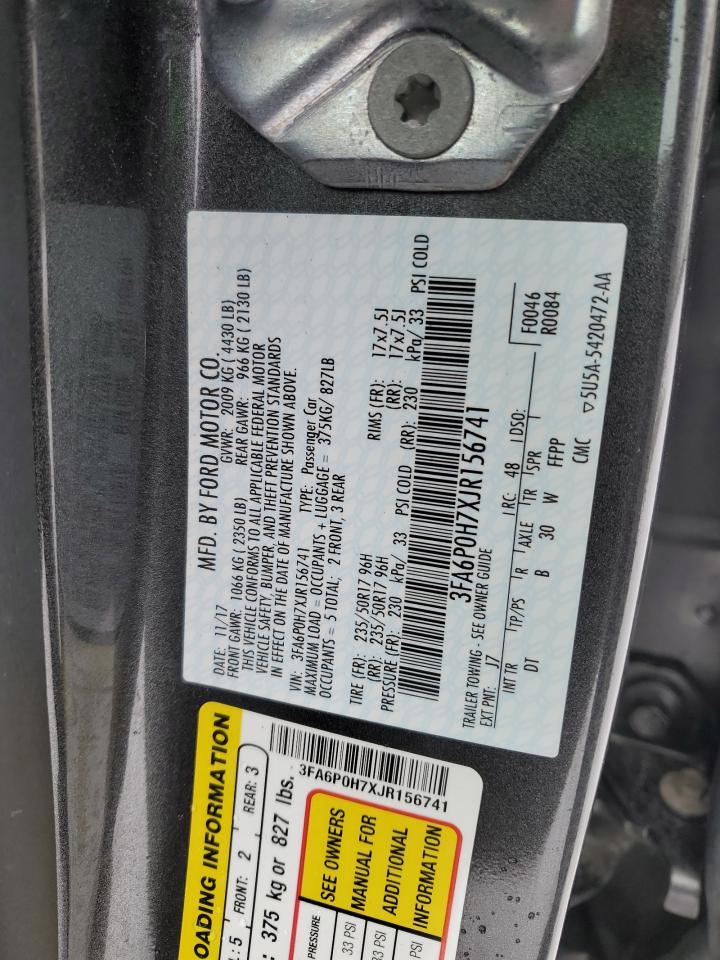 MFD. BY FORD MOTOR CO.
DATE: 11/17 GVWR: 2009 KG ( 4430 LB)
FRONT GAWR: 1066 KG ( 2350 LB) REAR GAWR: 966 KG ( 2130 LB)
THIS VEHICLE CONFORMS TO ALL APPLICABLE FEDERAL MOTOR
VEHICLE SAFETY, BUMPER, AND THEFT PREVENTION STANDARDS
IN EFFECT ON THE DATE OF MANUFACTURE SHOWN ABOVE.
VIN: 3FA6P0H7XJR156741 TYPE: Passenger Car
MAXIMUM LOAD = OCCUPANTS + LUGGAGE = 375KG/ 827LB
OCCUPANTS = 5 TOTAL; 2 FRONT, 3 REAR
TIRE (FR): 235/50R17 96H RIMS (FR): 17x7.5J
(RR): 235/50R17 96H (RR): 17x7.5J
PRESSURE (FR): 230 kPa/ 33 PSI COLD (RR): 230 kPa/ 33 PSI COLD
3FA6P0H7XJR156741
TRAILER TOWING - SEE OWNER GUIDE
EXT PNT: J7 RC: 48 DSO: F0046
INT TR TP/PS R AXLE TR SPR R0084
DT B 30 W FFPP
CMC ▽5U5A-5420472-AA
OADING INFORMATION
L: 5 FRONT: 2 REAR: 3
: 375 kg or 827 lbs.
3FA6P0H7XJR156741
PRESSURE
33 PSI
33 PSI
PSI
SEE OWNERS
MANUAL FOR
ADDITIONAL
INFORMATION